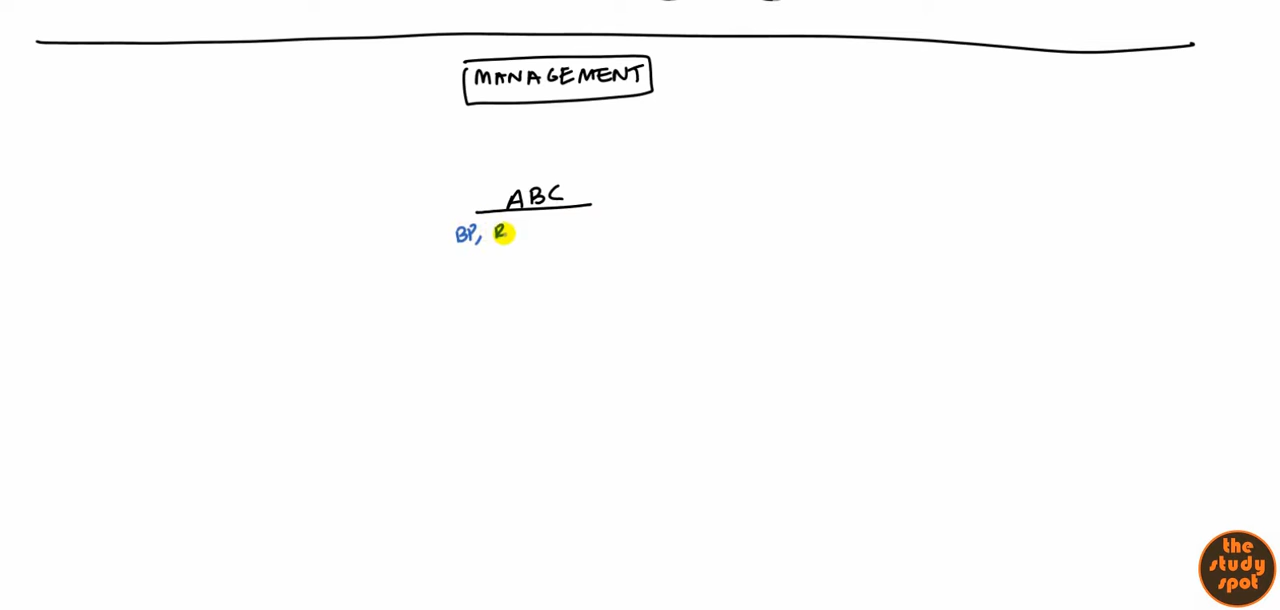 MANAGEMENT
ABC
BP, R
the
study
spot